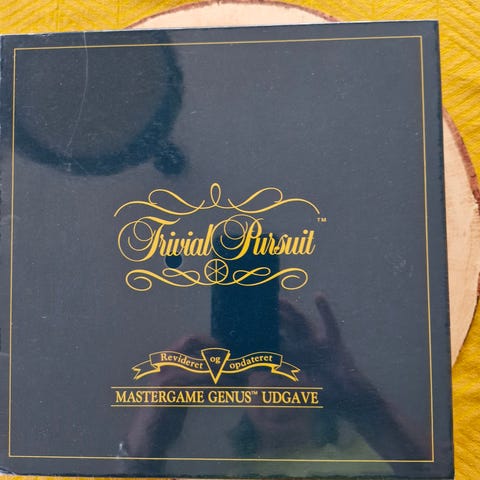 Trivial Pursuit™
Revideret og opdateret
MASTERGAME GENUS™ UDGAVE